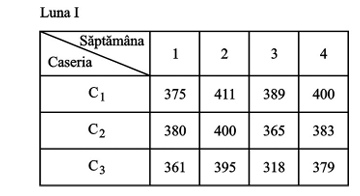 Luna I
Săptămâna
Caseria 1 2 3 4
C1 375 411 389 400
C2 380 400 365 383
C3 361 395 318 379